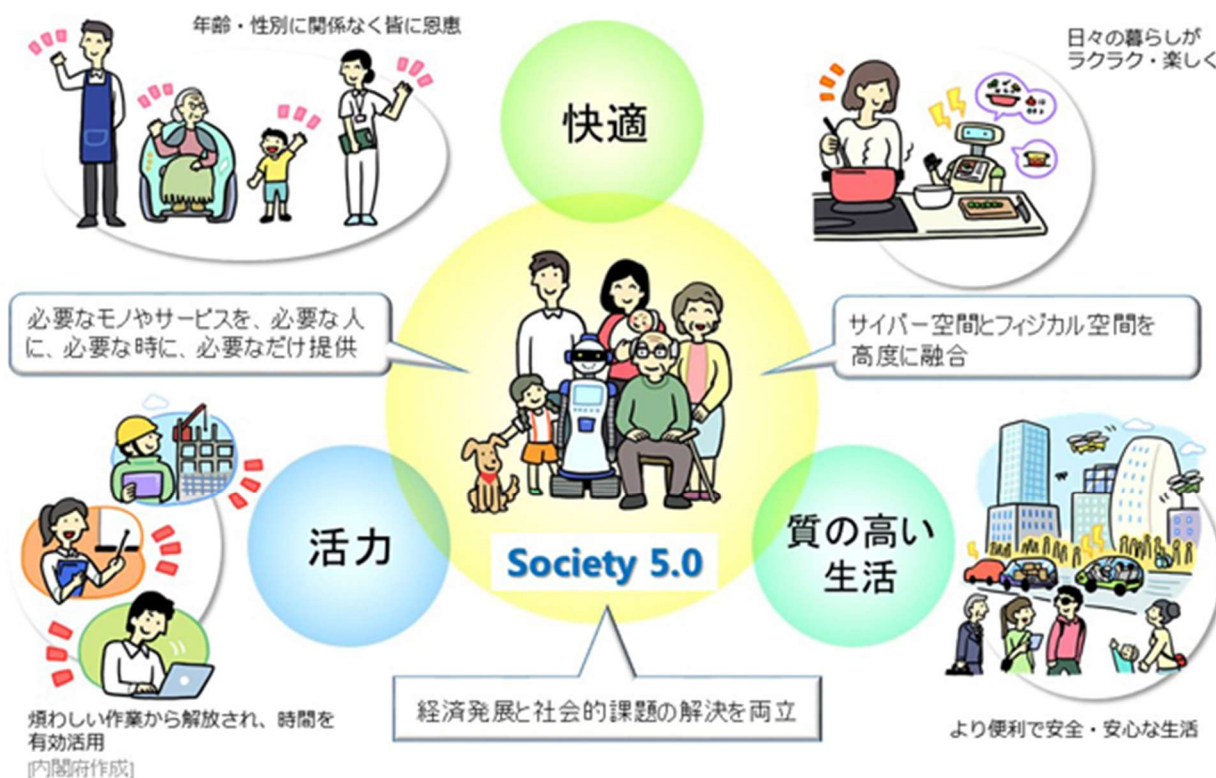 年齢・性別に関係なく皆に恩恵
日々の暮らしが
ラクラク・楽しく
快適
必要なモノやサービスを、必要な人
に、必要な時に、必要なだけ提供
サイバー空間とフィジカル空間を
高度に融合
活力
質の高い
生活
Society 5.0
経済発展と社会的課題の解決を両立
煩わしい作業から解放され、時間を
有効活用
[内閣府作成]
より便利で安全・安心な生活